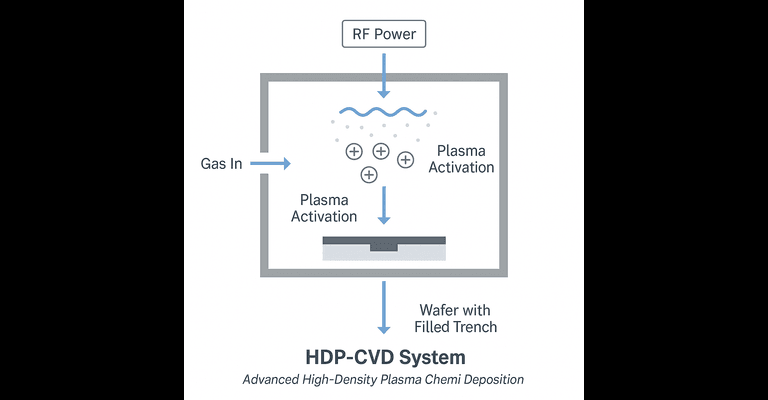 RF Power
Gas In
Plasma
Activation
Plasma
Activation
Wafer with
Filled Trench
HDP-CVD System
Advanced High-Density Plasma Chemi Deposition